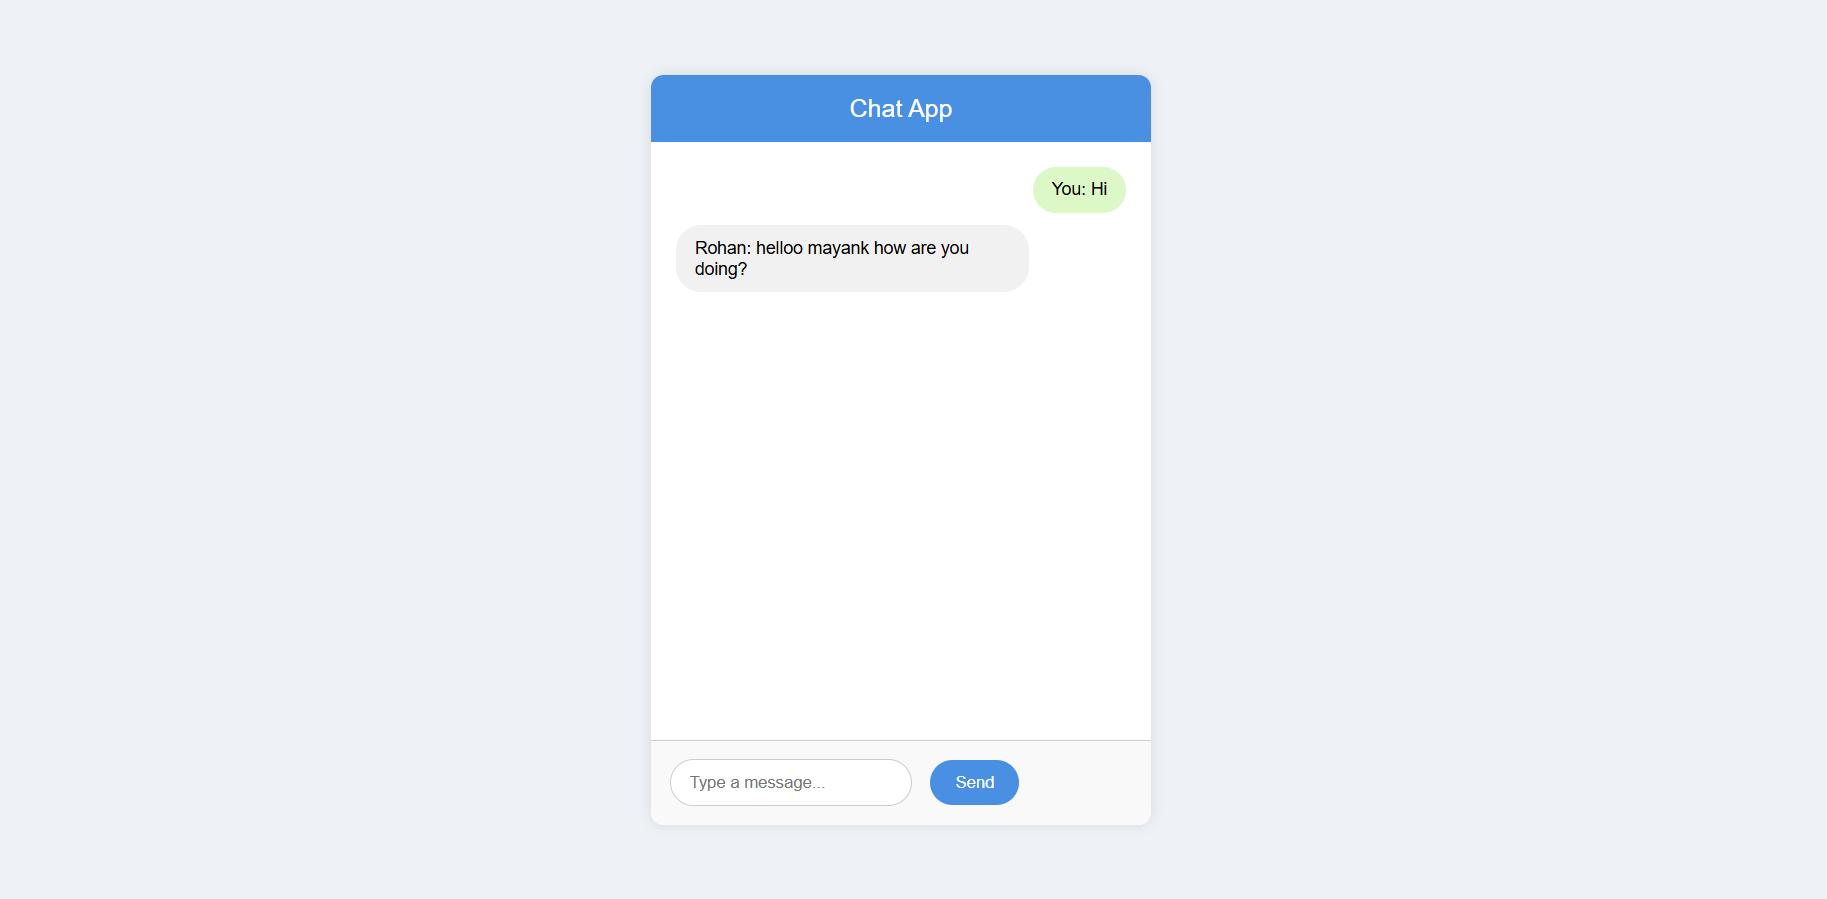 Chat App
You: Hi
Rohan: helloo mayank how are you
doing?
Type a message...
Send